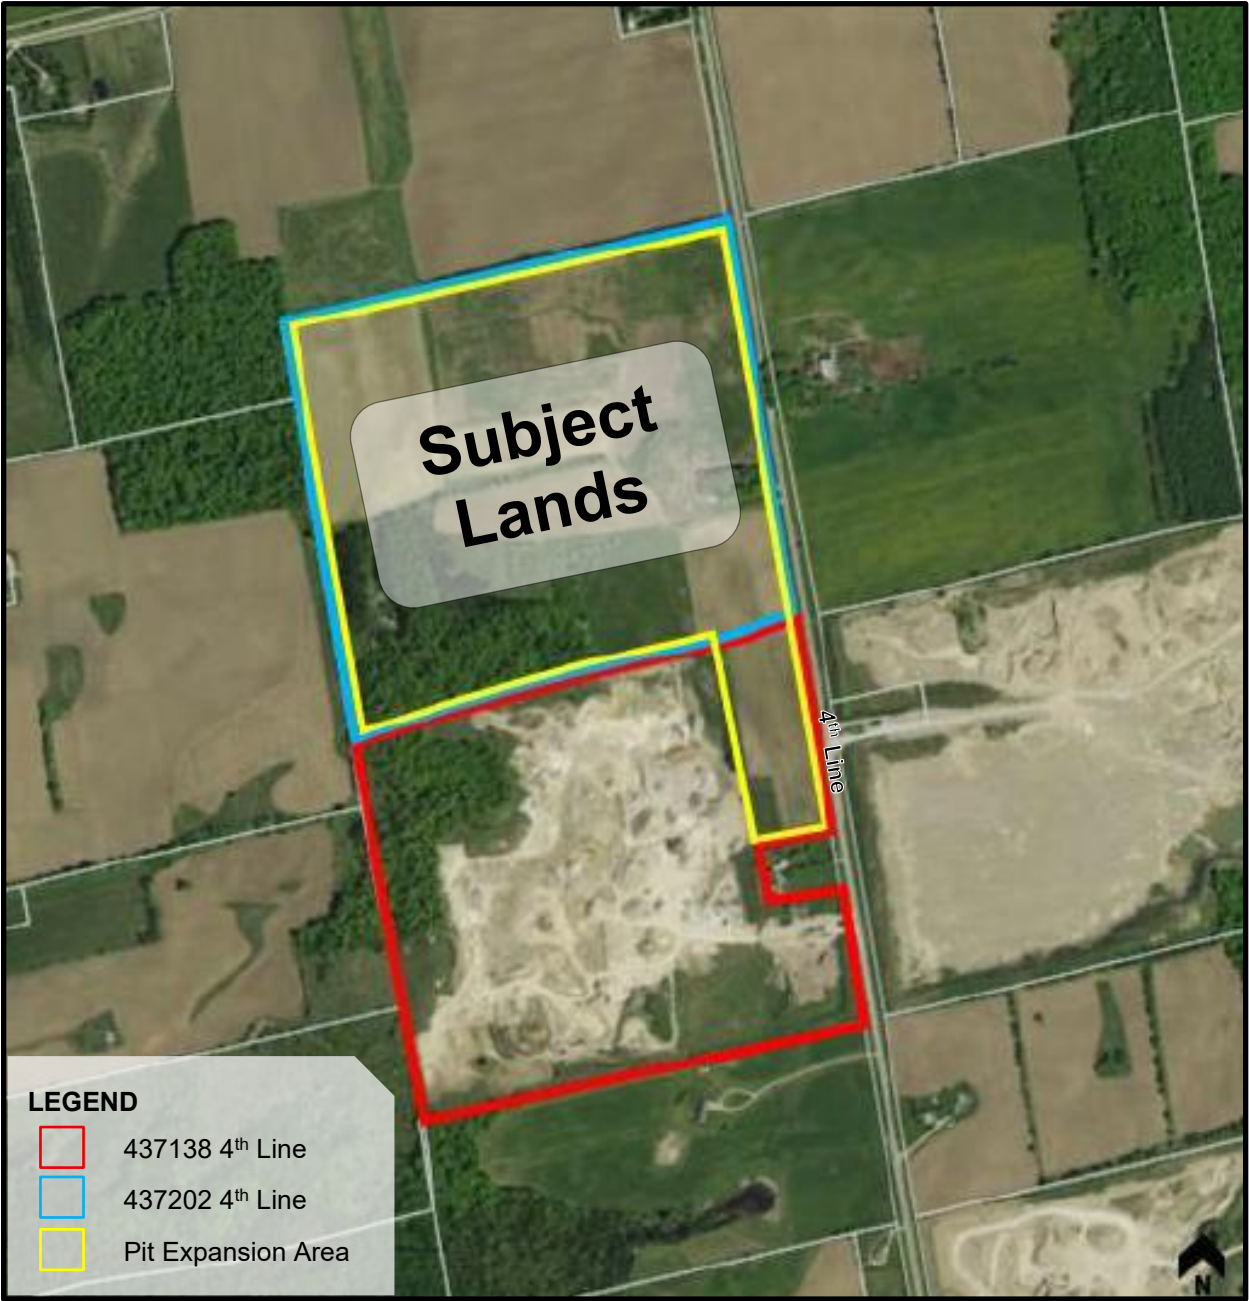 Subject
Lands
4th Line
LEGEND
437138 4th Line
437202 4th Line
Pit Expansion Area
N